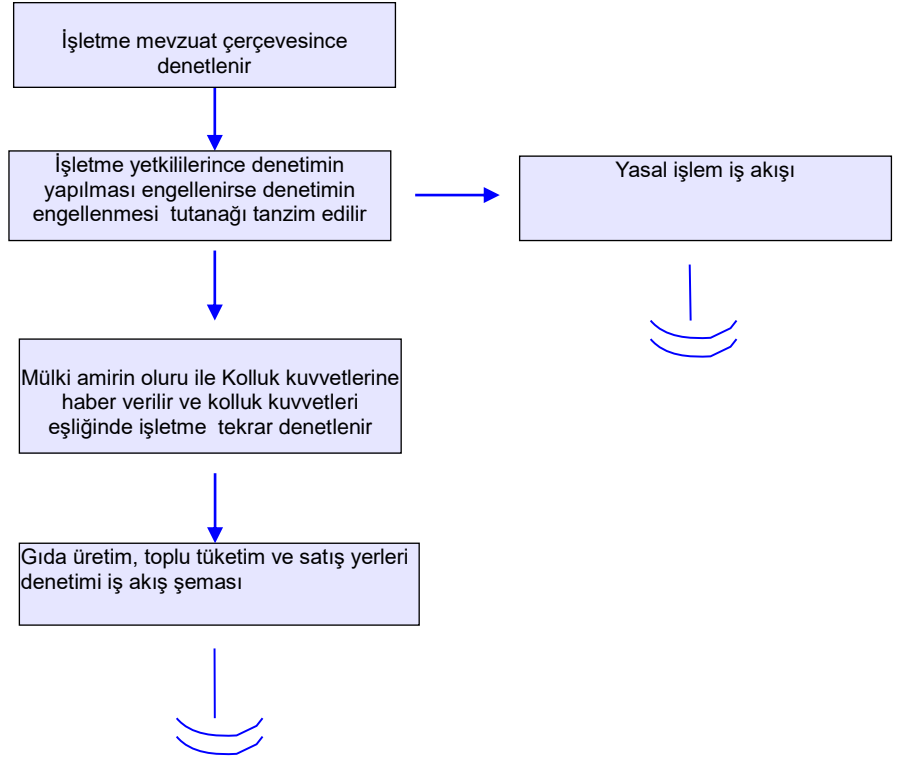 İşletme mevzuat çerçevesince
denetlenir
İşletme yetkililerince denetimin
yapılması engellenirse denetimin
engellenmesi tutanağı tanzim edilir
Yasal işlem iş akışı
Mülki amirin oluru ile Kolluk kuvvetlerine
haber verilir ve kolluk kuvvetleri
eşliğinde işletme tekrar denetlenir
Gıda üretim, toplu tüketim ve satış yerleri
denetimi iş akış şeması